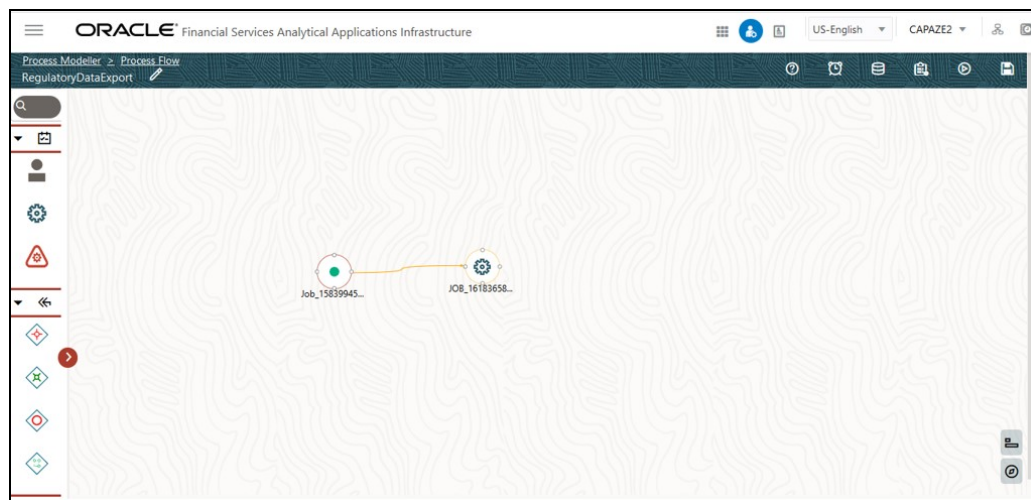 ORACLE Financial Services Analytical Applications Infrastructure
US-English
CAPAZE2
Process Modeller > Process Flow
RegulatoryDataExport
Job_15839945...
JOB_16183658...